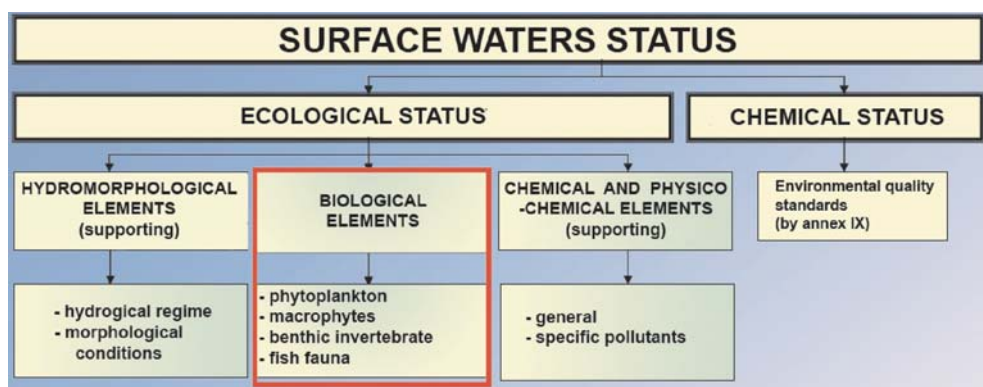 SURFACE WATERS STATUS
ECOLOGICAL STATUS
CHEMICAL STATUS
HYDROMORPHOLOGICAL
ELEMENTS
(supporting)
BIOLOGICAL
ELEMENTS
CHEMICAL AND PHYSICO
-CHEMICAL ELEMENTS
(supporting)
Environmental quality
standards
(by annex IX)
- hydrogical regime
- morphological
conditions
- phytoplankton
- macrophytes
- benthic invertebrate
- fish fauna
- general
- specific pollutants